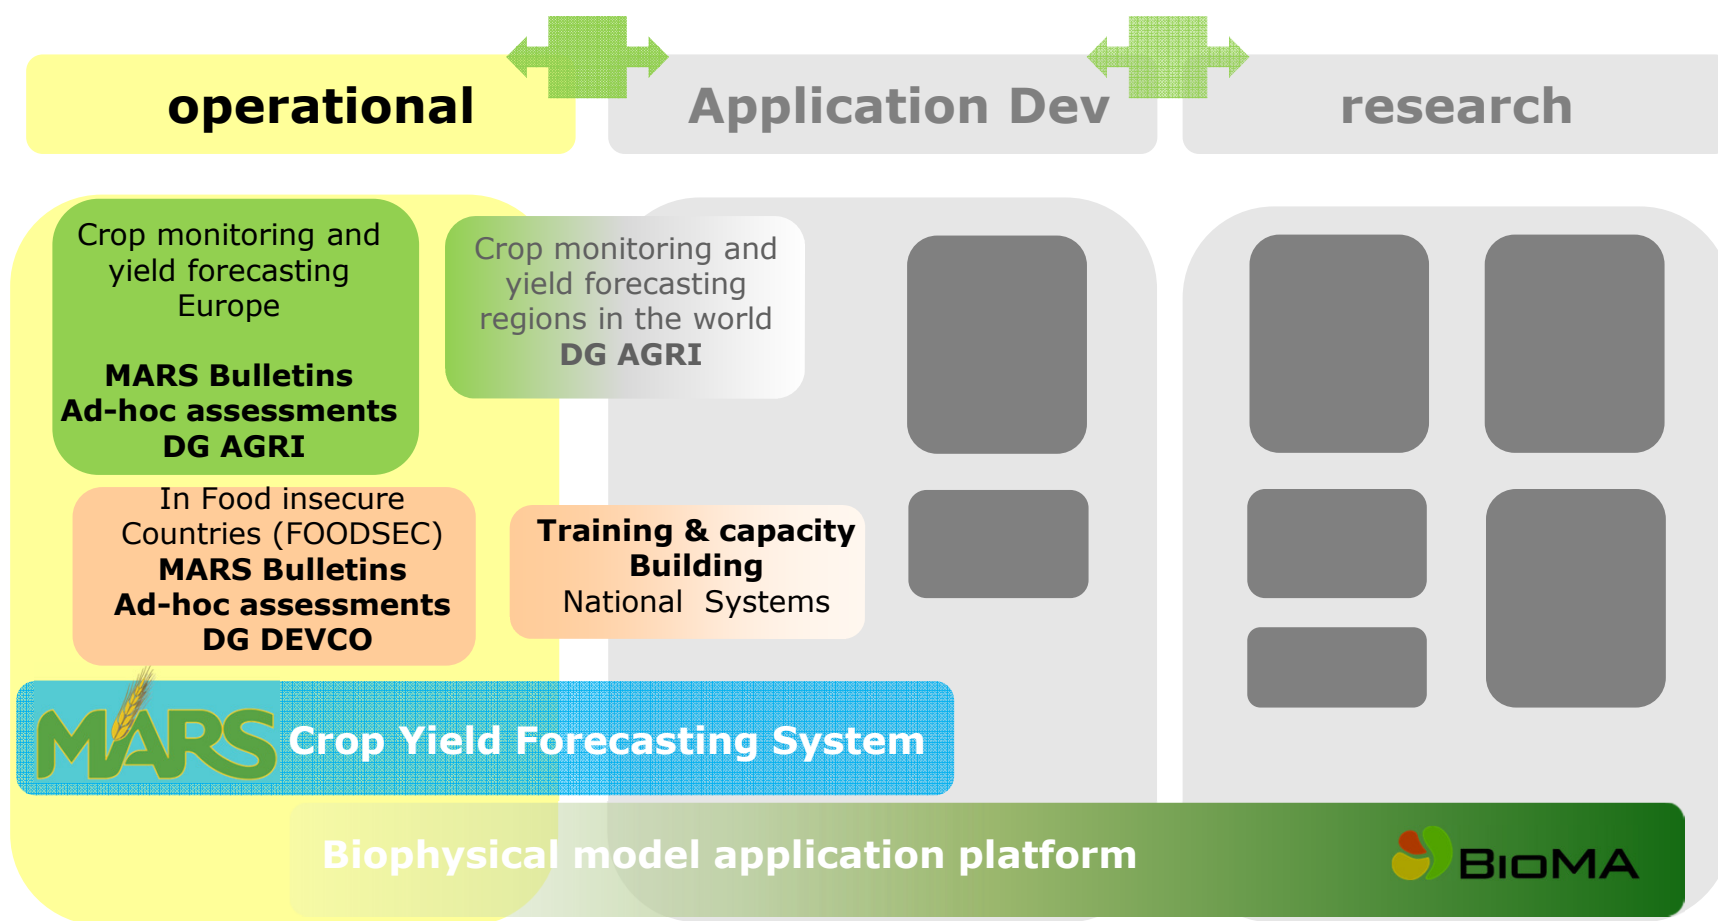 operational
Application Dev
research
Crop monitoring and
yield forecasting
Europe
MARS Bulletins
Ad-hoc assessments
DG AGRI
Crop monitoring and
yield forecasting
regions in the world
DG AGRI
In Food insecure
Countries (FOODSEC)
MARS Bulletins
Ad-hoc assessments
DG DEVCO
Training & capacity
Building
National Systems
MARS
Crop Yield Forecasting System
Biophysical model application platform
BioMA